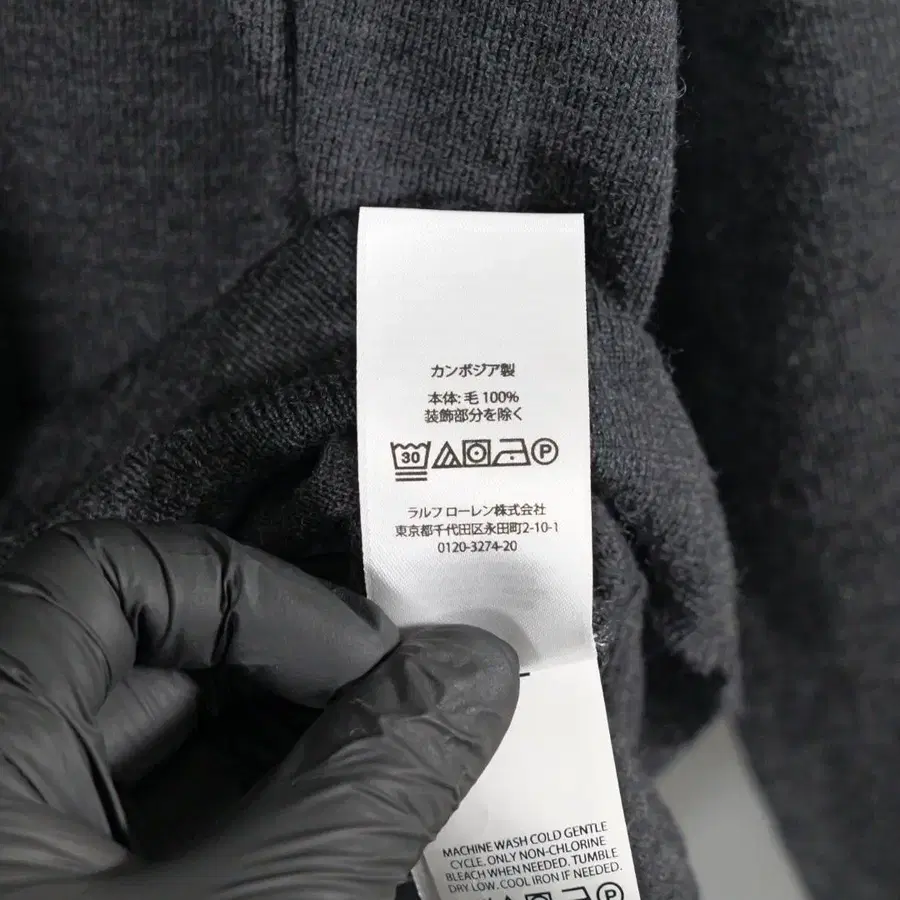 カンボジア製
本体: 毛 100%
装飾部分を除く
30 P
ラルフ ローレン株式会社
東京都千代田区永田町2-10-1
0120-3274-20
MACHINE WASH COLD GENTLE
CYCLE. ONLY NON-CHLORINE
BLEACH WHEN NEEDED. TUMBLE
DRY LOW. COOL IRON IF NEEDED.
P